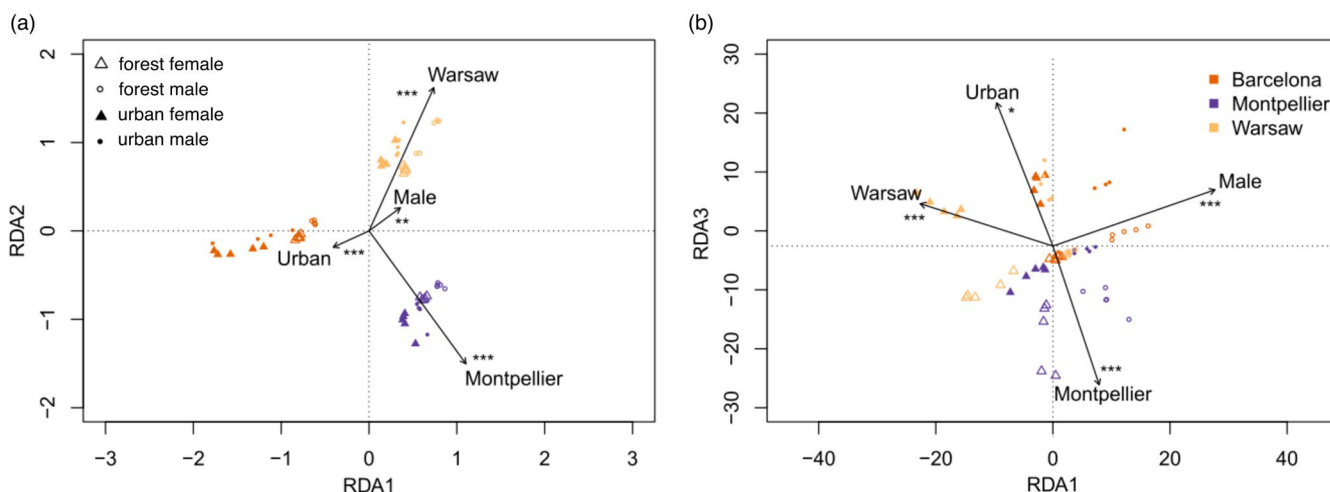 (a)
2
1
0
−1
−2
RDA2
−3
−2
−1
0
1
2
3
RDA1
forest female
forest male
urban female
urban male
Warsaw
***
Male
**
Urban
***
***
Montpellier
(b)
30
20
10
0
−10
−20
−30
RDA3
−40
−20
0
20
40
RDA1
Barcelona
Montpellier
Warsaw
Urban
*
Warsaw
***
Male
***
***
Montpellier